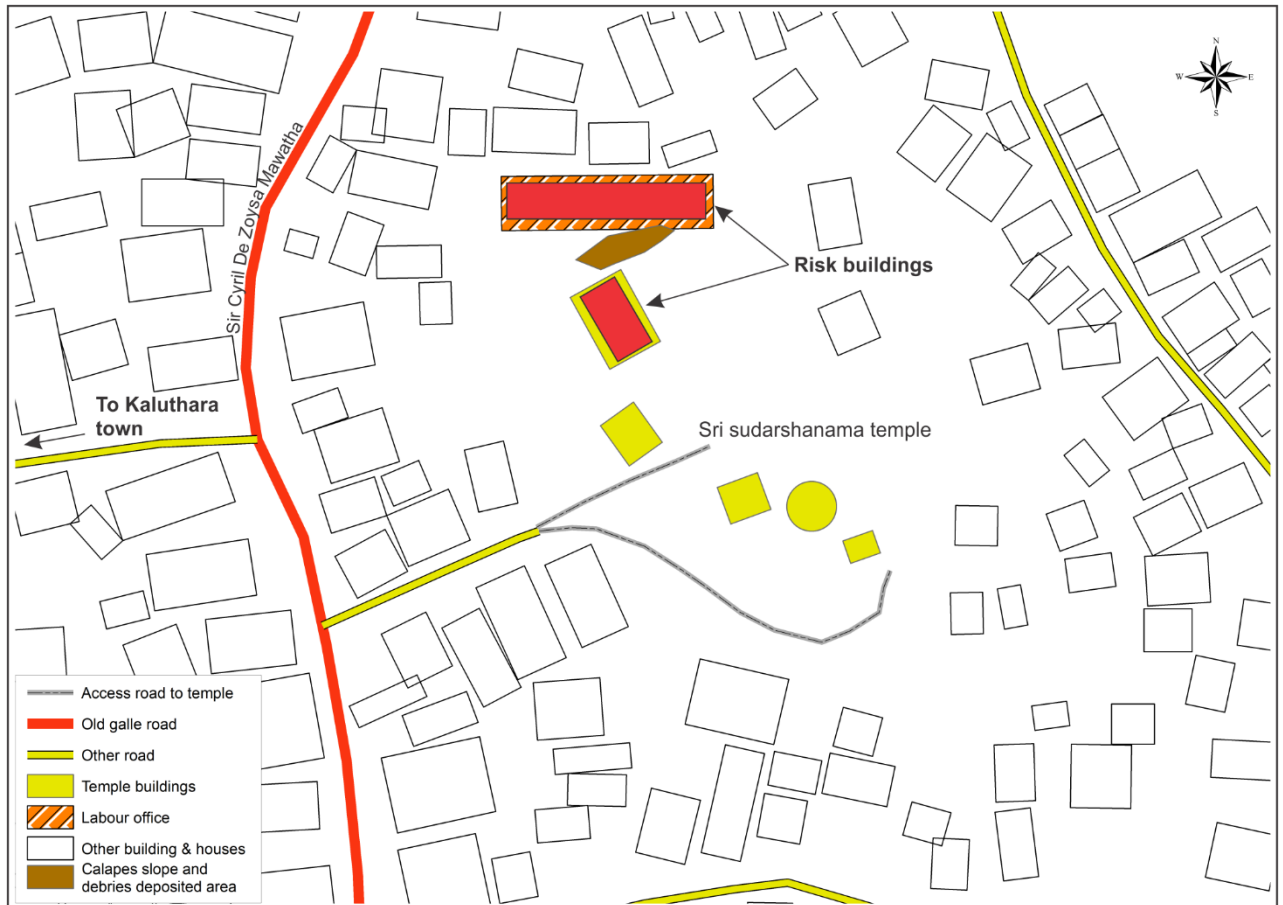 N
W
E
S
Sir Cyril De Zoysa Mawatha
Risk buildings
To Kaluthara
town
Sri sudarshanama temple
Access road to temple
Old galle road
Other road
Temple buildings
Labour office
Other building & houses
Calapes slope and
debries deposited area